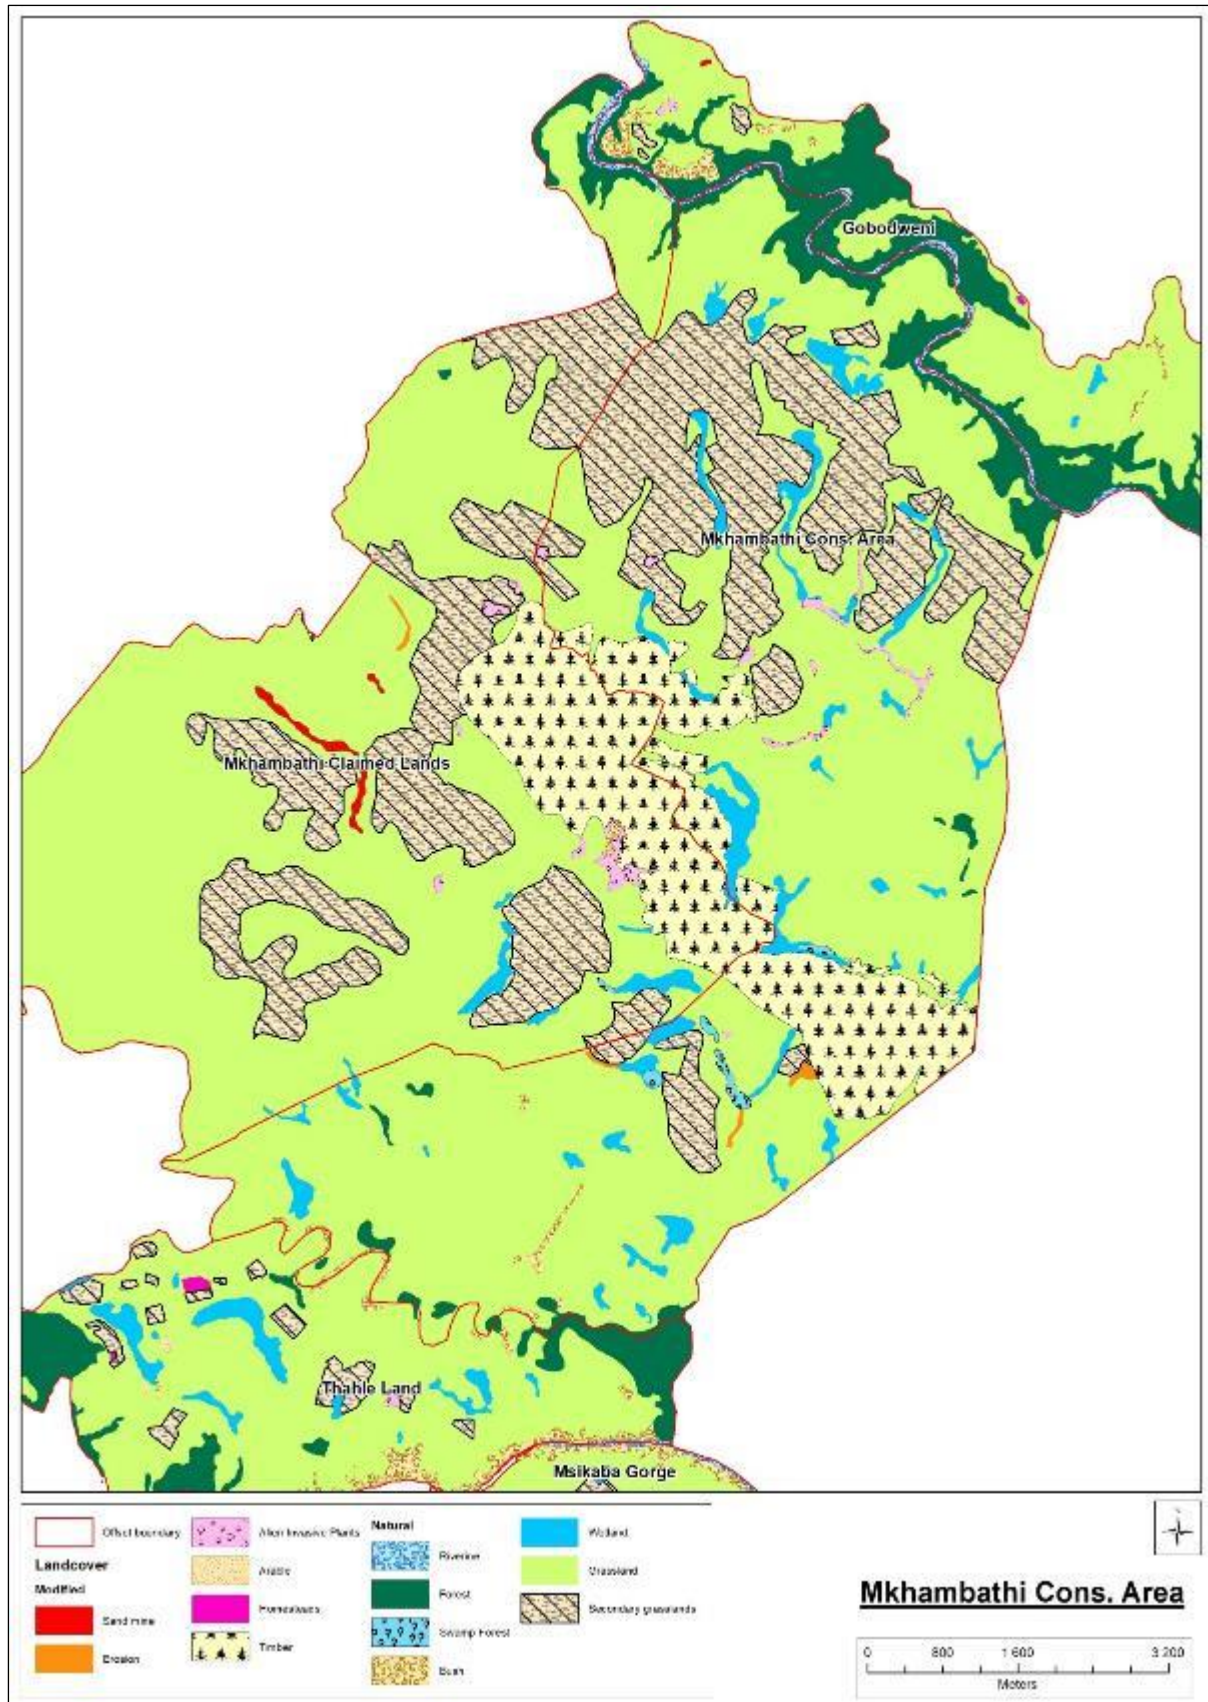 Gobodweni
Mkhambathi Cons. Area
Mkhambathi Claimed Lands
Thahle Land
Msikaba Gorge
Offset boundary
Landcover
Modified
Sand mine
Erosion
Alien Invasive Plants
Arable
Homesteads
Timber
Natural
Riverine
Forest
Swamp Forest
Bush
Wetland
Grassland
Secondary grasslands
Mkhambathi Cons. Area
0 800 1 600 3 200
Meters